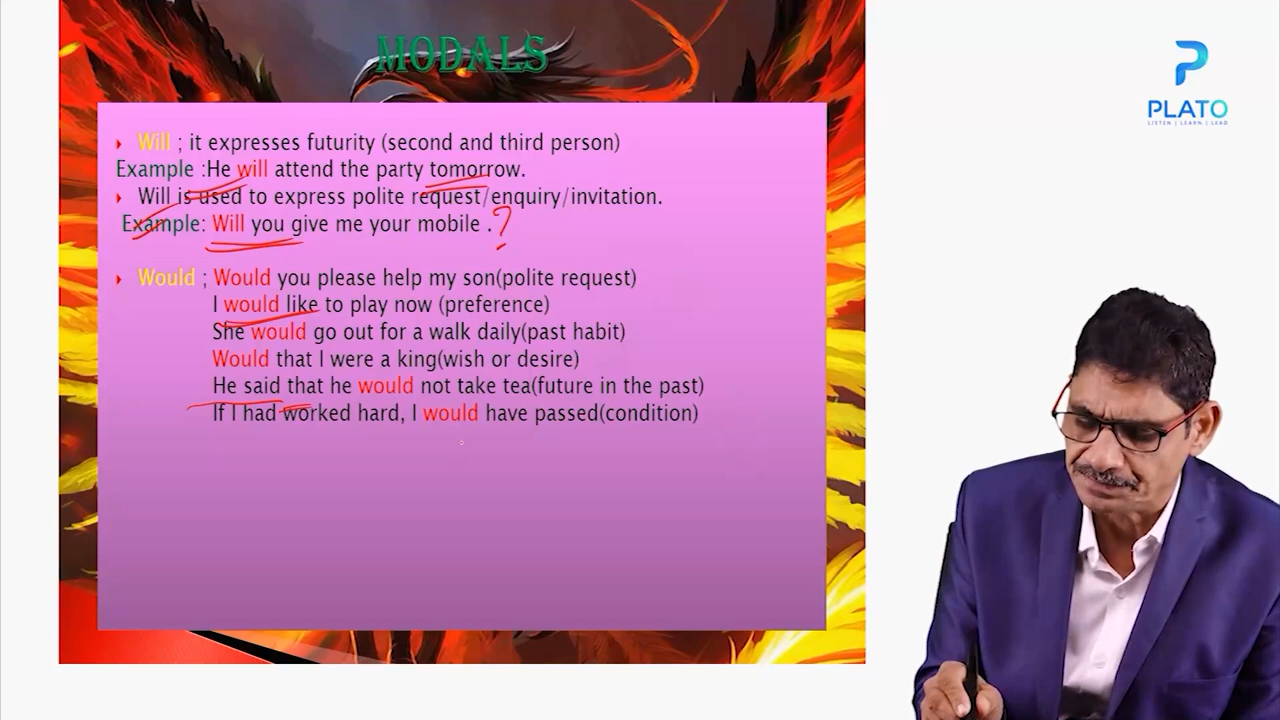 MODALS
Will ; it expresses futurity (second and third person)
Example :He will attend the party tomorrow.
Will is used to express polite request/enquiry/invitation.
Example: Will you give me your mobile . ?
Would ; Would you please help my son(polite request)
I would like to play now (preference)
She would go out for a walk daily(past habit)
Would that I were a king(wish or desire)
He said that he would not take tea(future in the past)
If I had worked hard, I would have passed(condition)
PLATO
LISTEN | LEARN | LEAD